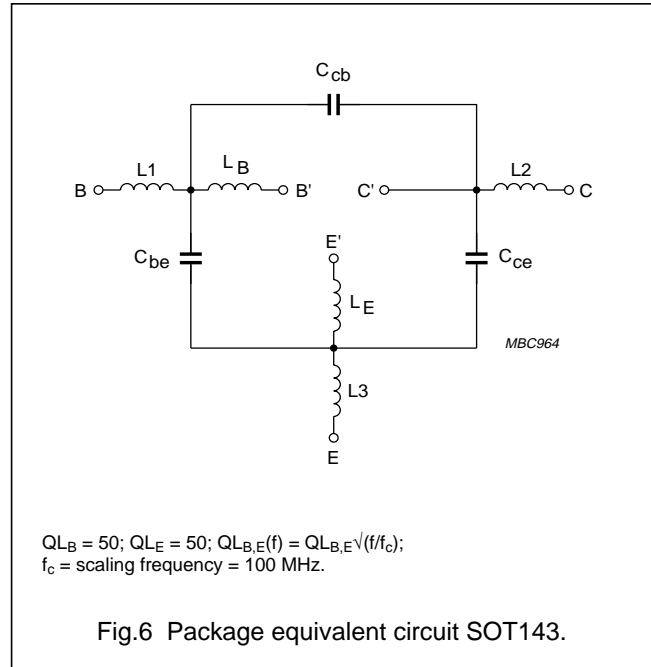 C_cb
L1
L_B
L2
B
B'
C'
C
C_be
E'
C_ce
L_E
MBC964
L3
E
QL_B = 50; QL_E = 50; QL_B,E(f) = QL_B,E√(f/f_c);
f_c = scaling frequency = 100 MHz.
Fig.6 Package equivalent circuit SOT143.